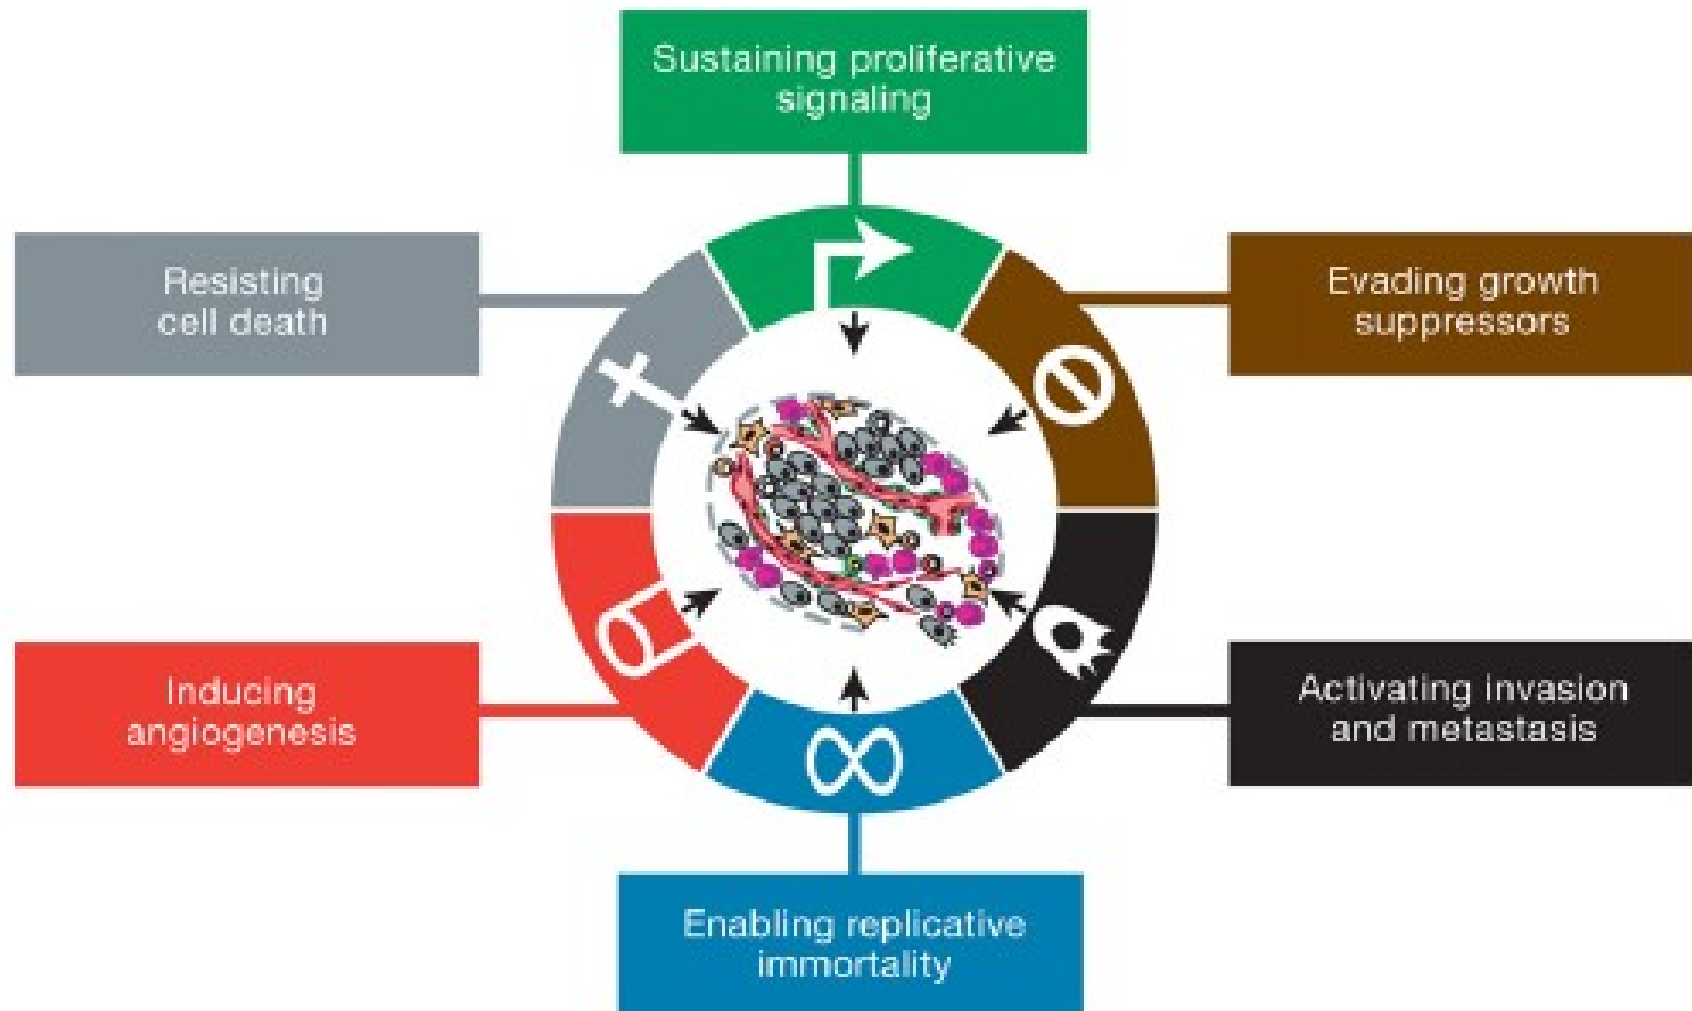 Sustaining proliferative
signaling
Resisting
cell death
Evading growth
suppressors
Inducing
angiogenesis
Activating invasion
and metastasis
Enabling replicative
immortality